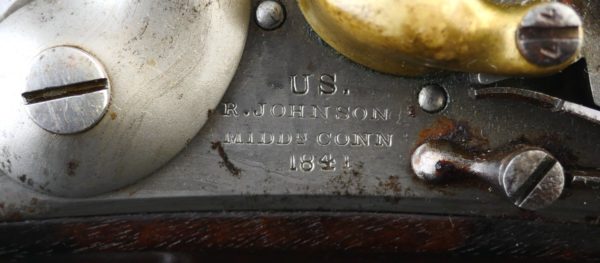 US.
R. JOHNSON
MIDDN CONN
1841